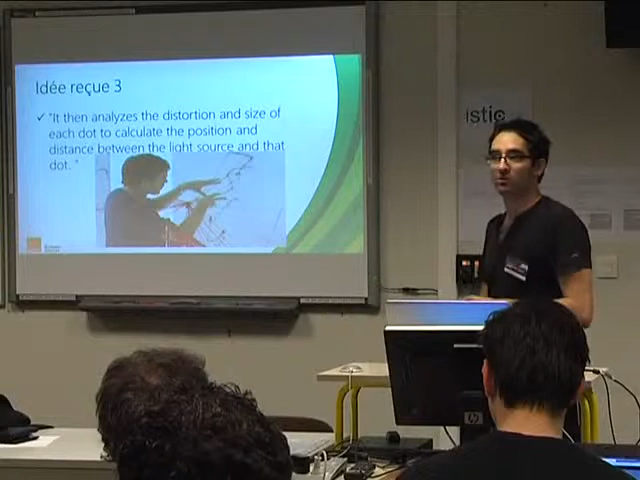 Idée reçue 3
✓ "It then analyzes the distortion and size of
each dot to calculate the position and
distance between the light source and that
dot. "
istic
hp